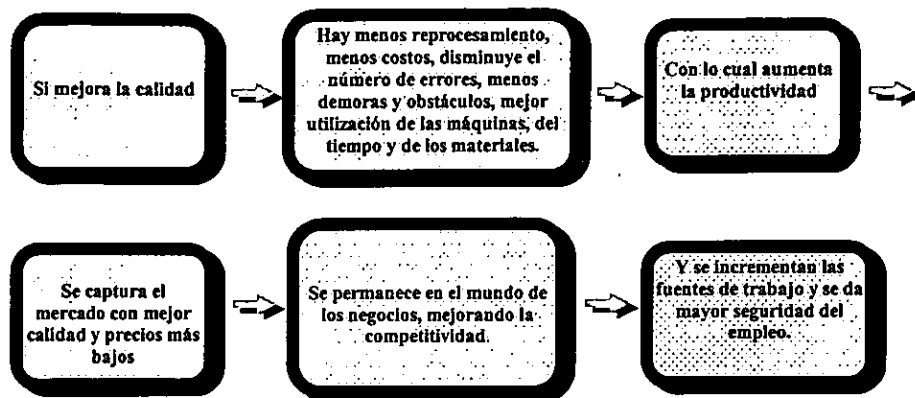 Si mejora la calidad
Hay menos reprocesamiento,
menos costos, disminuye el
número de errores, menos
demoras y obstáculos, mejor
utilización de las máquinas, del
tiempo y de los materiales.
Con lo cual aumenta
la productividad
Se captura el
mercado con mejor
calidad y precios más
bajos
Se permanece en el mundo de
los negocios, mejorando la
competitividad.
Y se incrementan las
fuentes de trabajo y se da
mayor seguridad del
empleo.